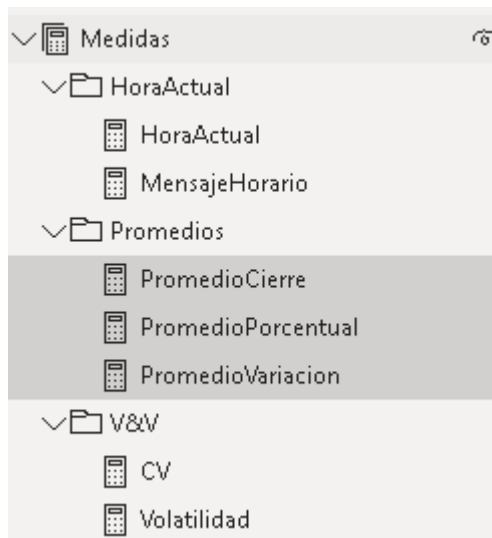 Medidas
HoraActual
HoraActual
MensajeHorario
Promedios
PromedioCierre
PromedioPorcentual
PromedioVariacion
V&V
CV
Volatilidad